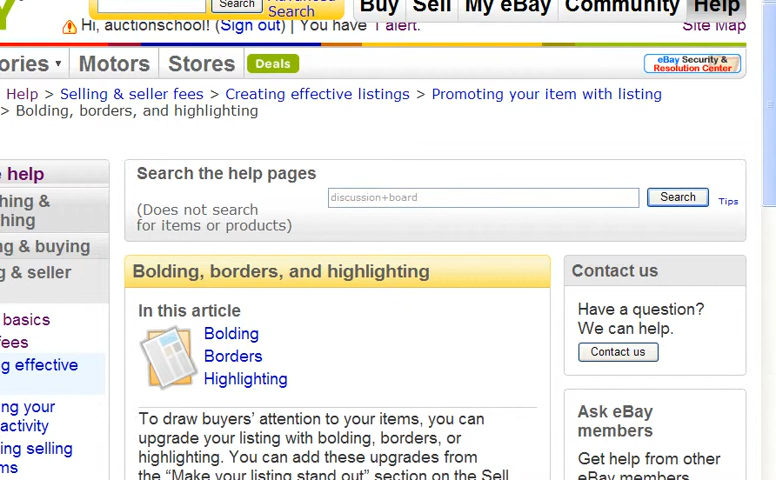 Search Advanced Search Buy Sell My eBay Community Help
Hi, auctionschool! (Sign out) | You have 1 alert. Site Map
ories Motors Stores Deals eBay Security & Resolution Center
Help > Selling & seller fees > Creating effective listings > Promoting your item with listing
> Bolding, borders, and highlighting
help
hing &
hing
g & buying
g & seller
basics
fees
g effective
ng your
activity
ing selling
ms
Search the help pages
(Does not search
for items or products)
discussion+board Search Tips
Bolding, borders, and highlighting
In this article
Bolding
Borders
Highlighting
To draw buyers' attention to your items, you can
upgrade your listing with bolding, borders, or
highlighting. You can add these upgrades from
the "Make your listing stand out" section on the Sell
Contact us
Have a question?
We can help.
Contact us
Ask eBay
members
Get help from other
eBay members